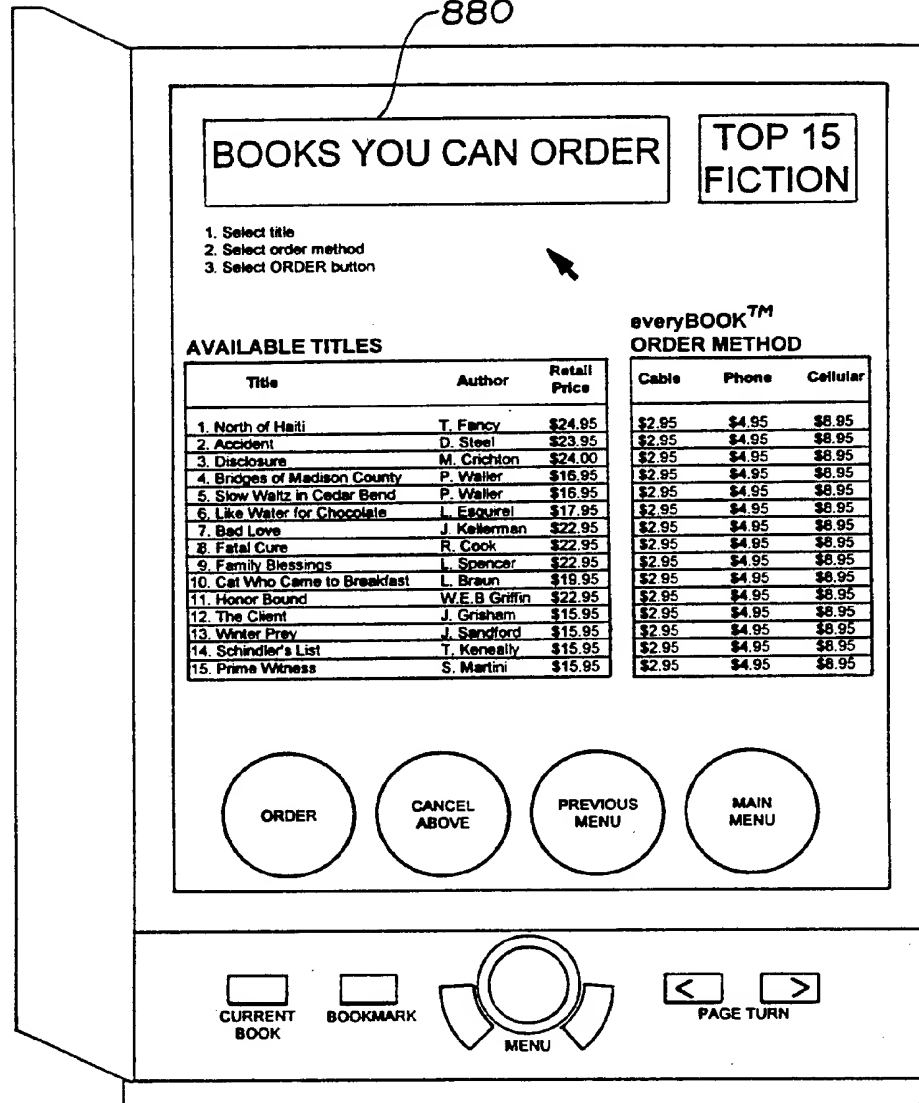 880
BOOKS YOU CAN ORDER
TOP 15
FICTION
1. Select title
2. Select order method
3. Select ORDER button
everyBOOK™
AVAILABLE TITLES
ORDER METHOD
Title Author Retail Price
Cable Phone Cellular
1. North of Haiti T. Fancy $24.95 $2.95 $4.95 $8.95
2. Accident D. Steel $23.95 $2.95 $4.95 $8.95
3. Disclosure M. Crichton $24.00 $2.95 $4.95 $8.95
4. Bridges of Madison County P. Waller $16.95 $2.95 $4.95 $8.95
5. Slow Waltz in Cedar Bend P. Waller $16.95 $2.95 $4.95 $8.95
6. Like Water for Chocolate L. Esquirel $17.95 $2.95 $4.95 $8.95
7. Bad Love J. Kellerman $22.95 $2.95 $4.95 $8.95
8. Fatal Cure R. Cook $22.95 $2.95 $4.95 $8.95
9. Family Blessings L. Spencer $22.95 $2.95 $4.95 $8.95
10. Cat Who Came to Breakfast L. Braun $19.95 $2.95 $4.95 $8.95
11. Honor Bound W.E.B Griffin $22.95 $2.95 $4.95 $8.95
12. The Client J. Grisham $15.95 $2.95 $4.95 $8.95
13. Winter Prey J. Sandford $15.95 $2.95 $4.95 $8.95
14. Schindler's List T. Keneally $15.95 $2.95 $4.95 $8.95
15. Prime Witness S. Martini $15.95 $2.95 $4.95 $8.95
ORDER
CANCEL
ABOVE
PREVIOUS
MENU
MAIN
MENU
< >
CURRENT
BOOK
BOOKMARK
MENU
PAGE TURN